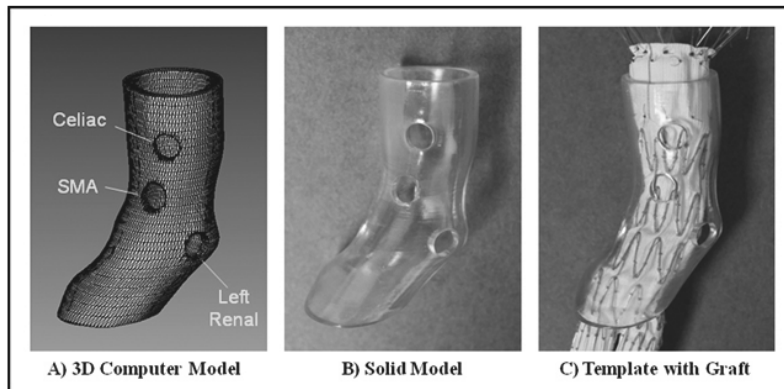 Celiac
SMA
Left
Renal
A) 3D Computer Model
B) Solid Model
C) Template with Graft